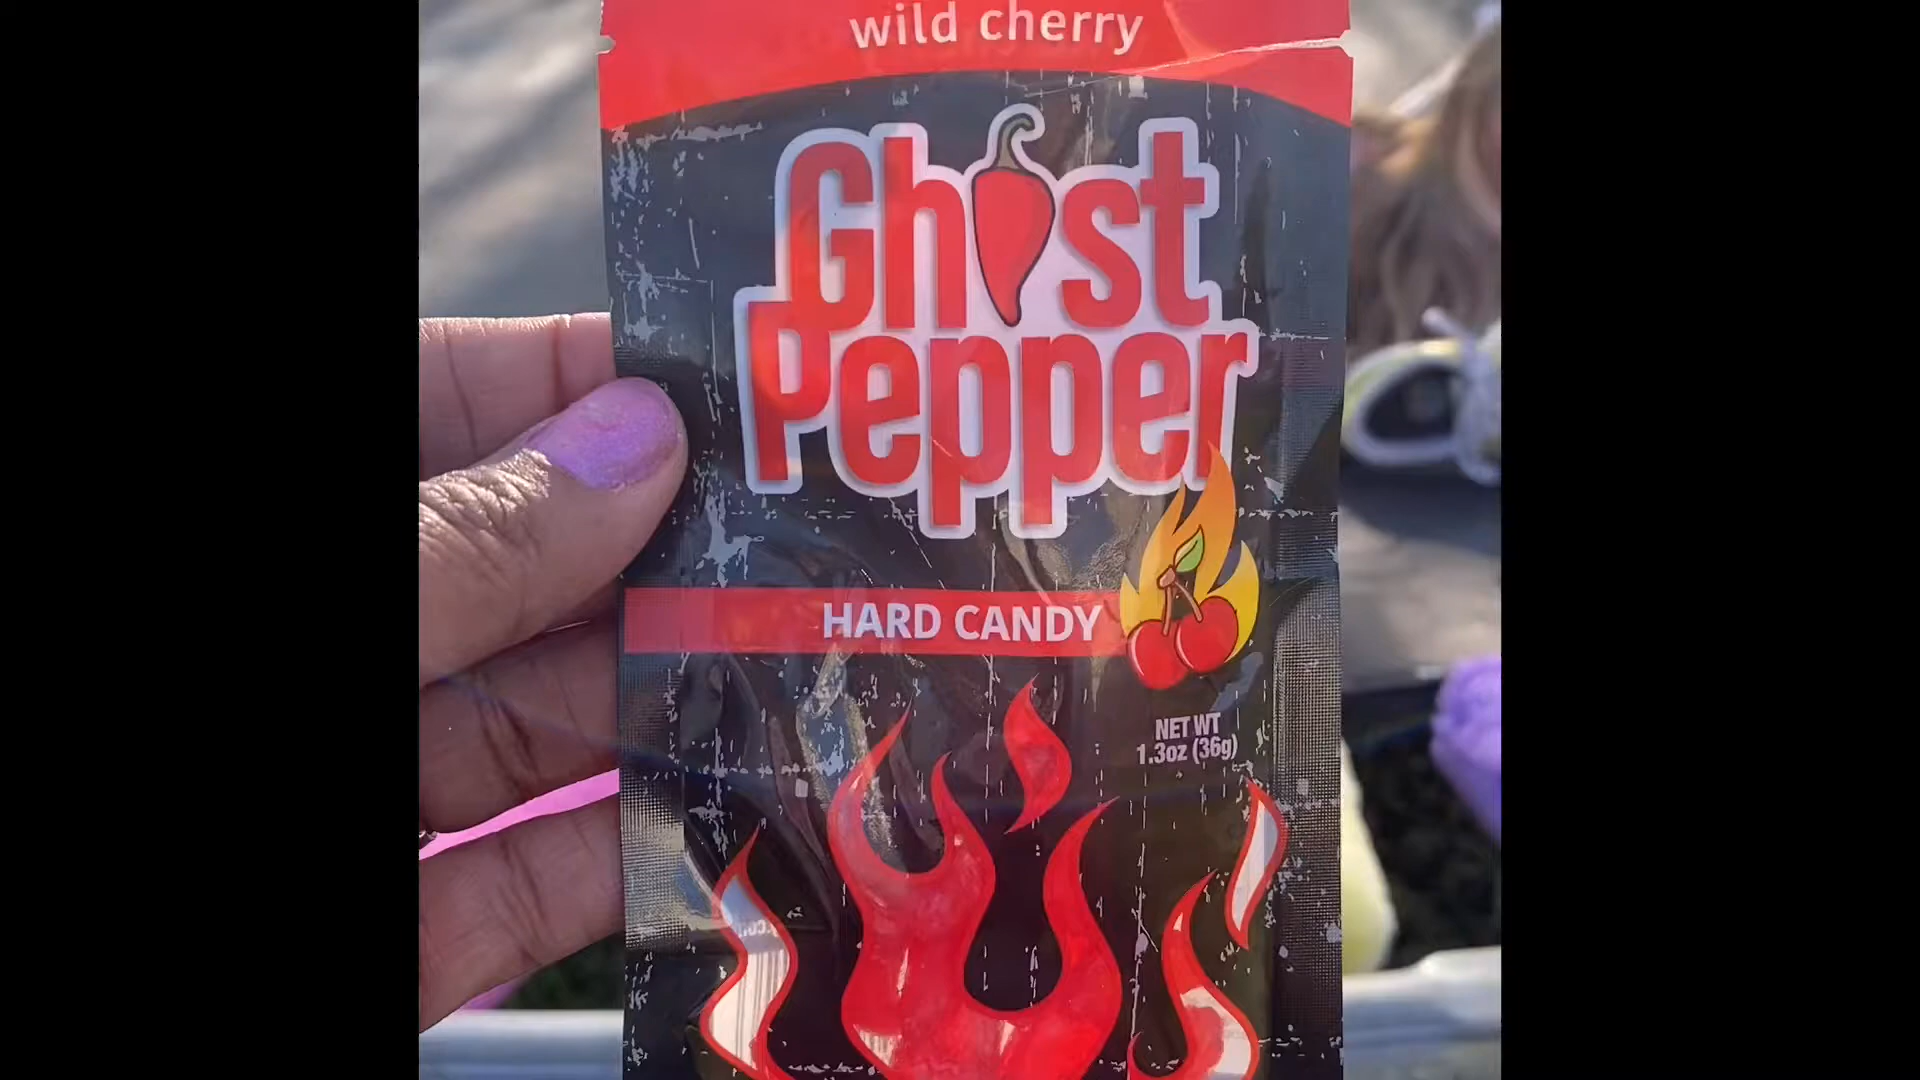 wild cherry
Ghost
Pepper
HARD CANDY
NET WT
1.3oz (36g)